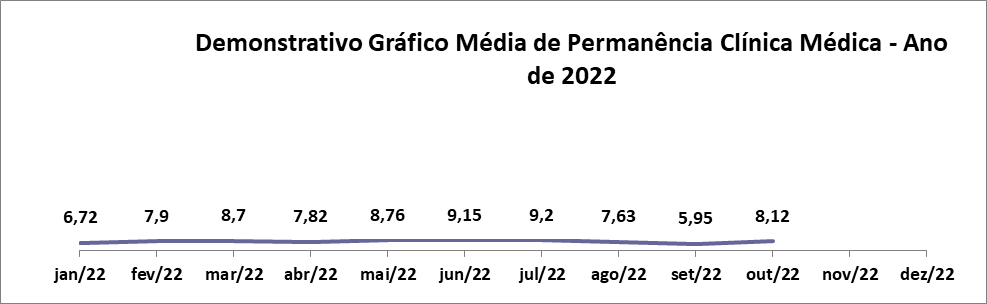 Demonstrativo Gráfico Média de Permanência Clínica Médica - Ano
de 2022
6,72 7,9 8,7 7,82 8,76 9,15 9,2 7,63 5,95 8,12
jan/22 fev/22 mar/22 abr/22 mai/22 jun/22 jul/22 ago/22 set/22 out/22 nov/22 dez/22